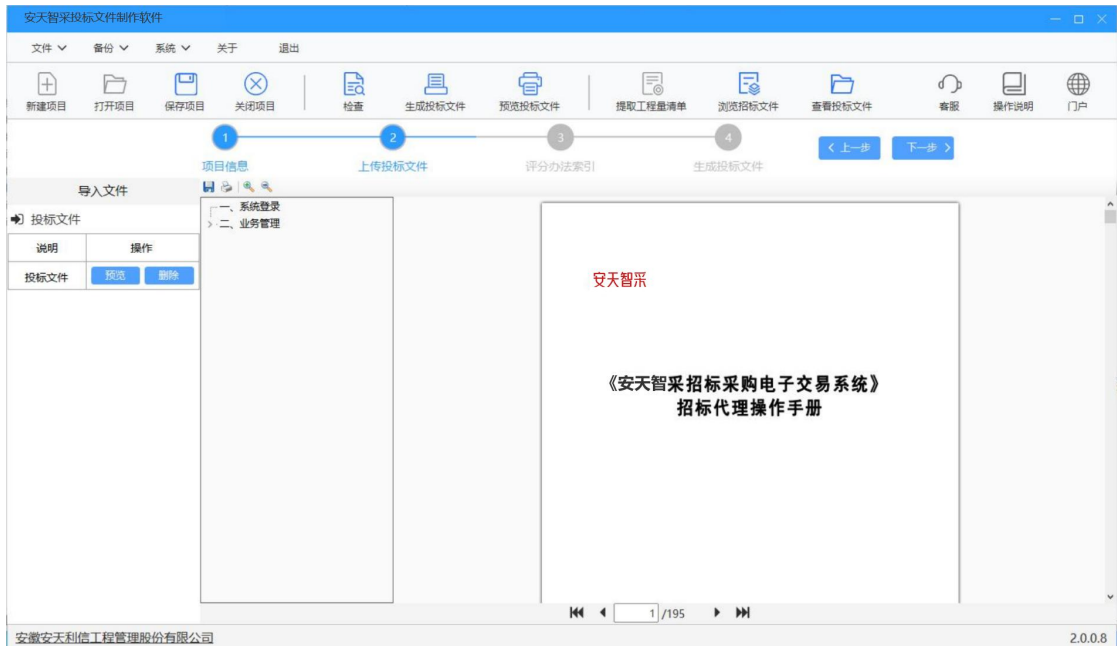 安天智采投标文件制作软件
文件 备份 系统 关于 退出
新建项目 打开项目 保存项目 关闭项目 检查 生成投标文件 预览投标文件 提取工程量清单 浏览招标文件 查看投标文件 客服 操作说明 门户
1 2 3 4
项目信息 上传投标文件 评分办法索引 生成投标文件 上一步 下一步
导入文件
投标文件
说明 操作
投标文件 预览 删除
一、系统登录
二、业务管理
安天智采
《安天智采招标采购电子交易系统》
招标代理操作手册
1 /195
安徽安天利信工程管理股份有限公司 2.0.0.8